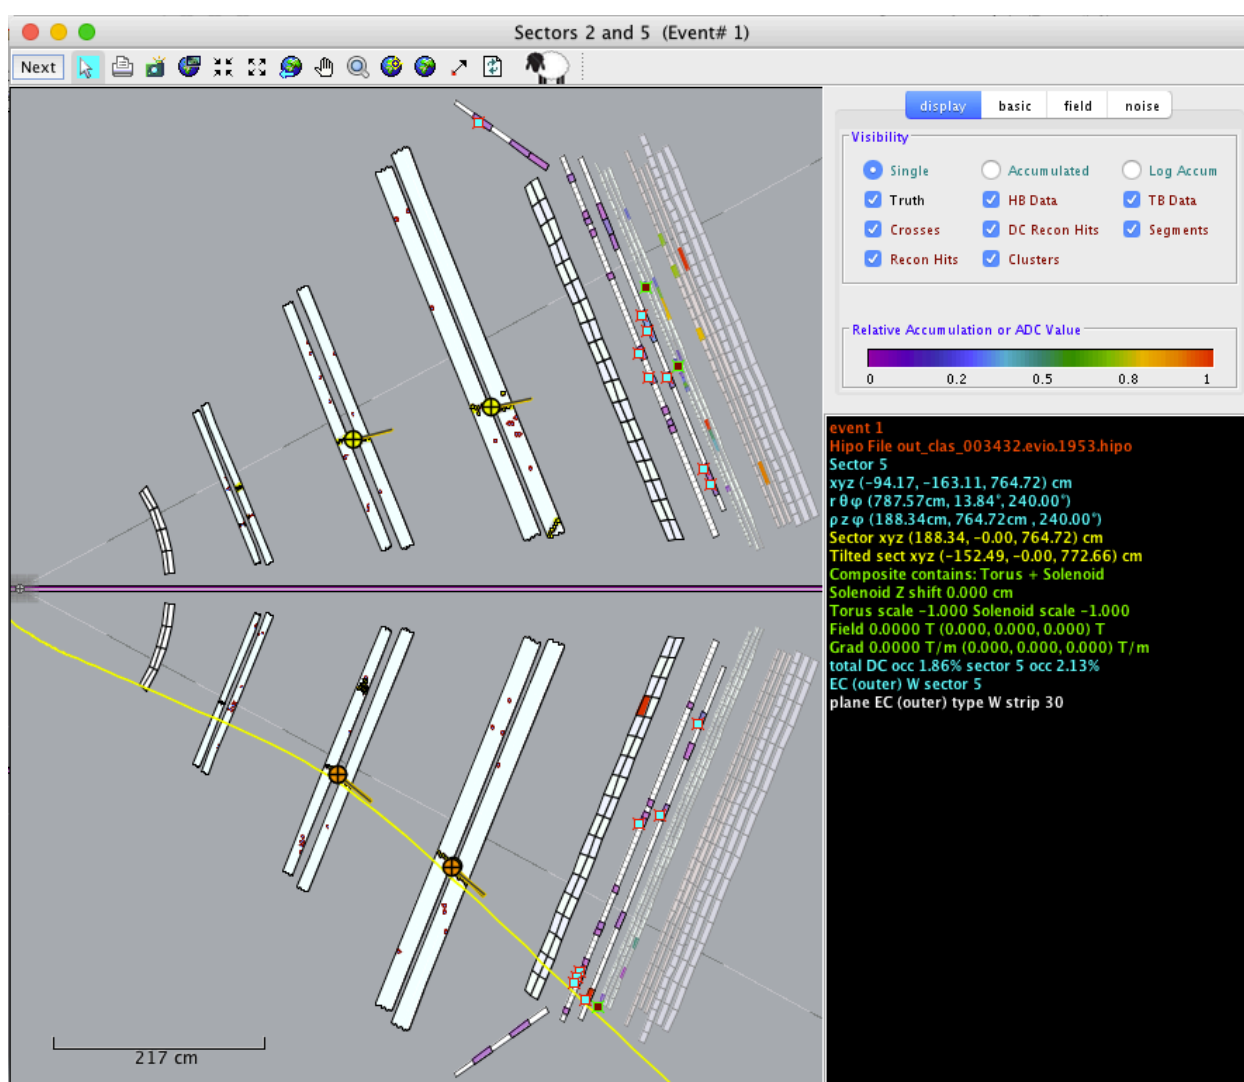 Sectors 2 and 5 (Event# 1)
Next
display basic field noise
Visibility
Single Accumulated Log Accum
Truth HB Data TB Data
Crosses DC Recon Hits Segments
Recon Hits Clusters
Relative Accumulation or ADC Value
0 0.2 0.5 0.8 1
event 1
Hipo File out_clas_003432.evio.1953.hipo
Sector 5
xyz (-94.17, -163.11, 764.72) cm
r θ φ (787.57cm, 13.84°, 240.00°)
ρ z φ (188.34cm, 764.72cm , 240.00°)
Sector xyz (188.34, -0.00, 764.72) cm
Tilted sect xyz (-152.49, -0.00, 772.66) cm
Composite contains: Torus + Solenoid
Solenoid Z shift 0.000 cm
Torus scale -1.000 Solenoid scale -1.000
Field 0.0000 T (0.000, 0.000, 0.000) T
Grad 0.0000 T/m (0.000, 0.000, 0.000) T/m
total DC occ 1.86% sector 5 occ 2.13%
EC (outer) W sector 5
plane EC (outer) type W strip 30
217 cm